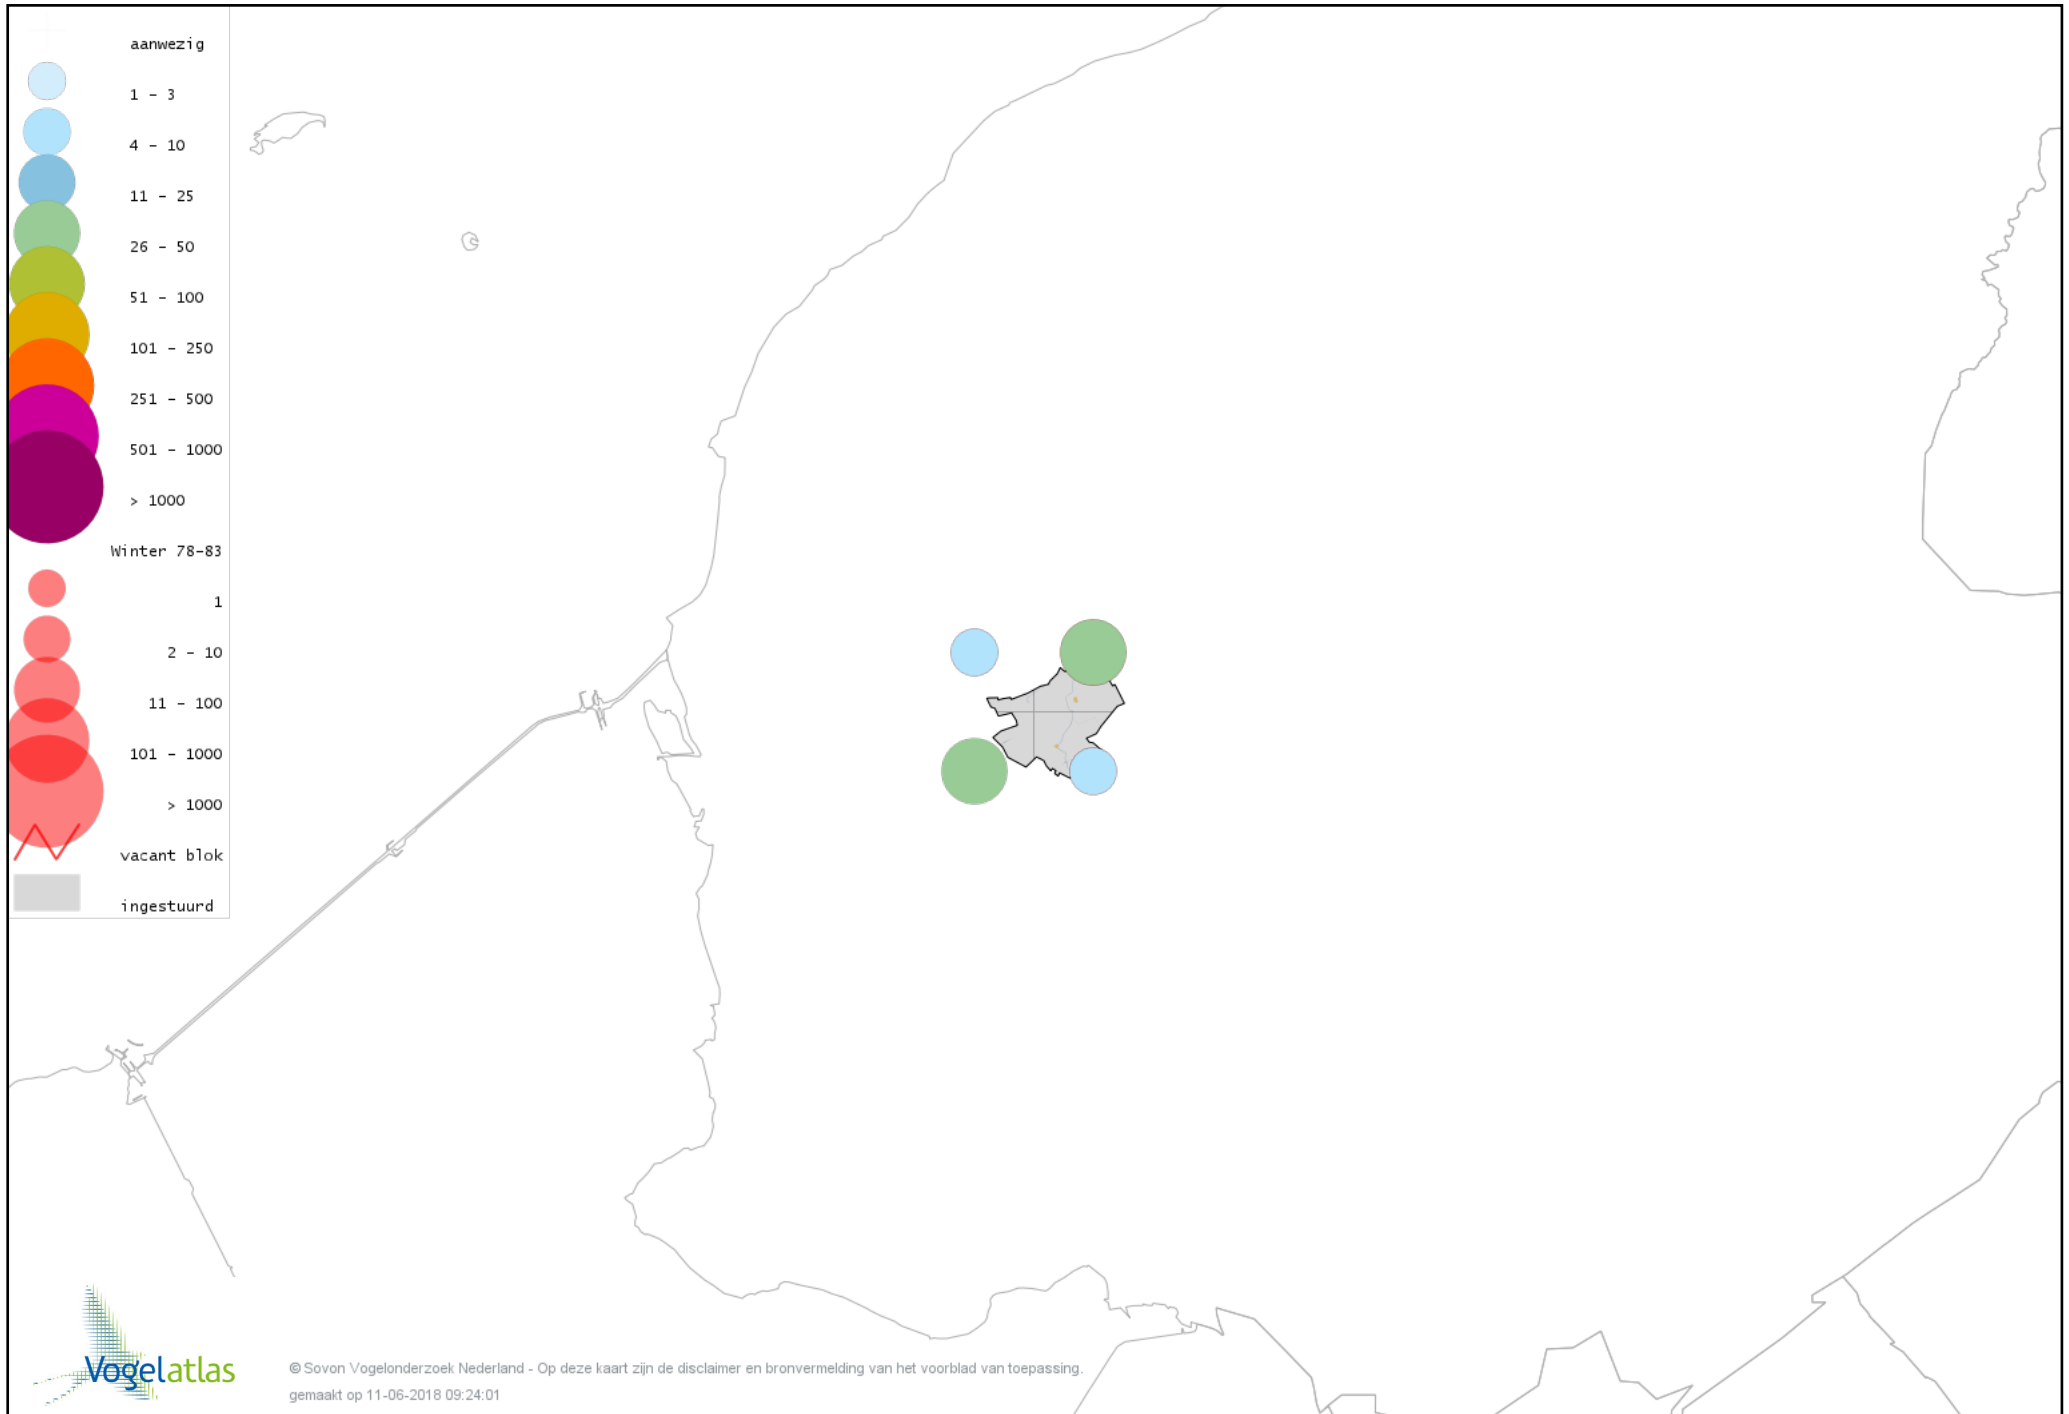 aanwezig
1 - 3
4 - 10
11 - 25
26 - 50
51 - 100
101 - 250
251 - 500
501 - 1000
> 1000
Winter 78-83
1
2 - 10
11 - 100
101 - 1000
> 1000
vacant blok
ingestuurd
Vogelatlas
© Sovon Vogelonderzoek Nederland - Op deze kaart zijn de disclaimer en bronvermelding van het voorblad van toepassing.
gemaakt op 11-06-2018 09:24:01